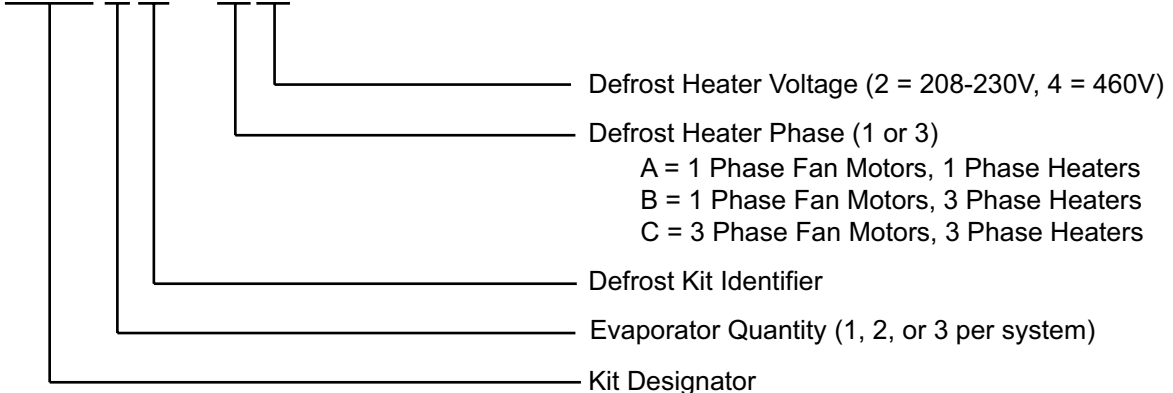 Defrost Heater Voltage (2 = 208-230V, 4 = 460V)
Defrost Heater Phase (1 or 3)
A = 1 Phase Fan Motors, 1 Phase Heaters
B = 1 Phase Fan Motors, 3 Phase Heaters
C = 3 Phase Fan Motors, 3 Phase Heaters
Defrost Kit Identifier
Evaporator Quantity (1, 2, or 3 per system)
Kit Designator